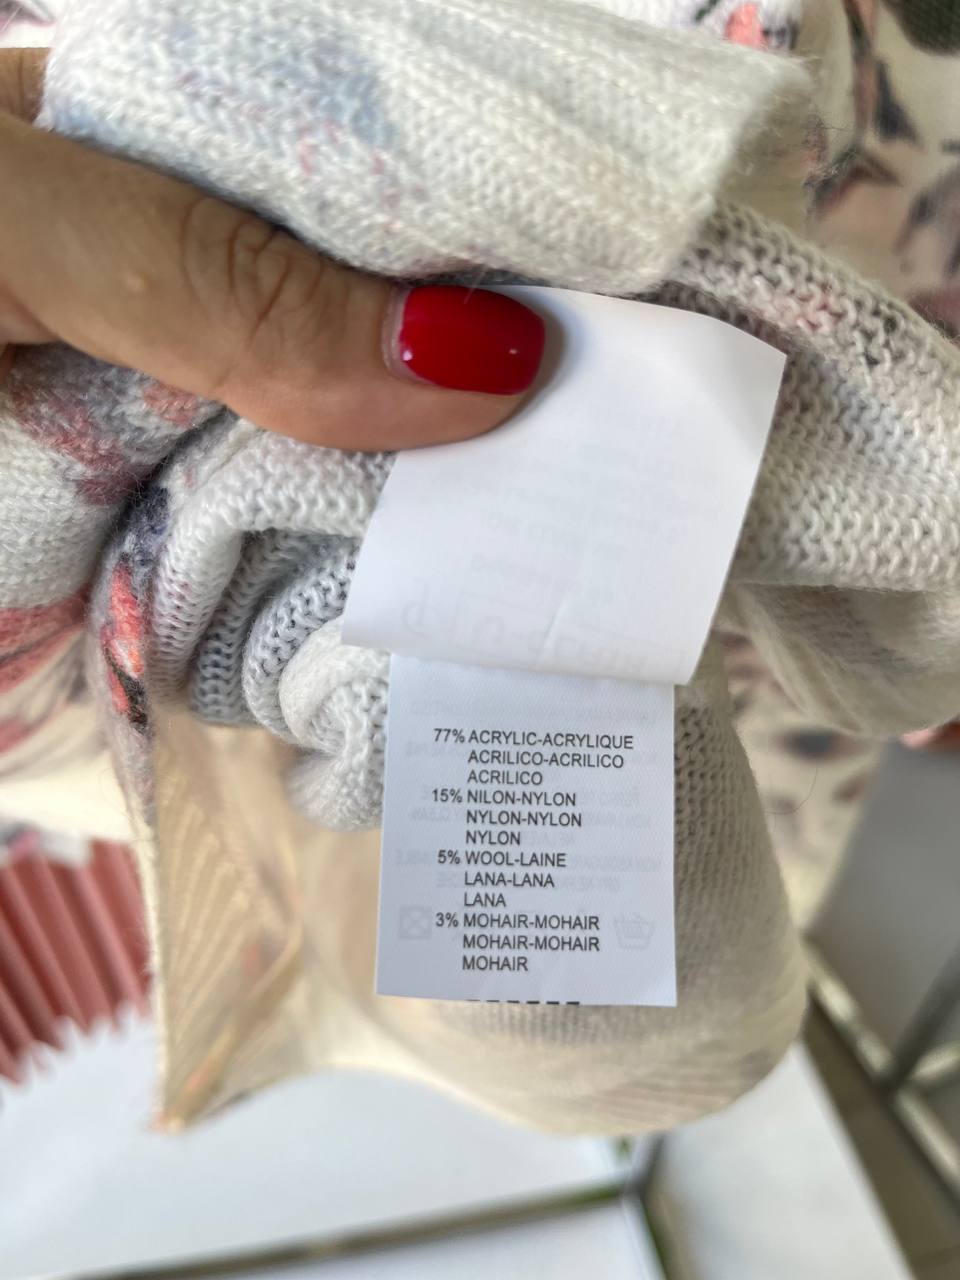 77% ACRYLIC-ACRYLIQUE
ACRILICO-ACRILICO
ACRILICO
15% NILON-NYLON
NYLON-NYLON
NYLON
5% WOOL-LAINE
LANA-LANA
LANA
3% MOHAIR-MOHAIR
MOHAIR-MOHAIR
MOHAIR